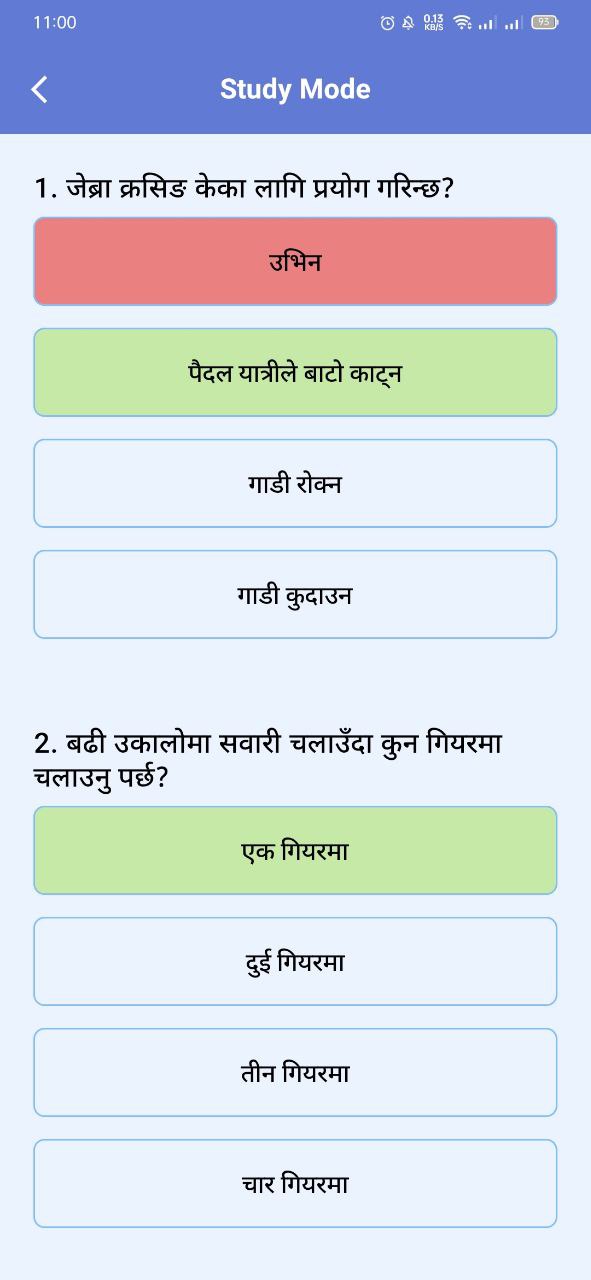 11:00
0.13
KB/S
93
Study Mode
1. जेब्रा क्रसिङ केका लागि प्रयोग गरिन्छ?
उभिन
पैदल यात्रीले बाटो काट्न
गाडी रोक्न
गाडी कुदाउन
2. बढी उकालोमा सवारी चलाउँदा कुन गियरमा
चलाउनु पर्छ?
एक गियरमा
दुई गियरमा
तीन गियरमा
चार गियरमा